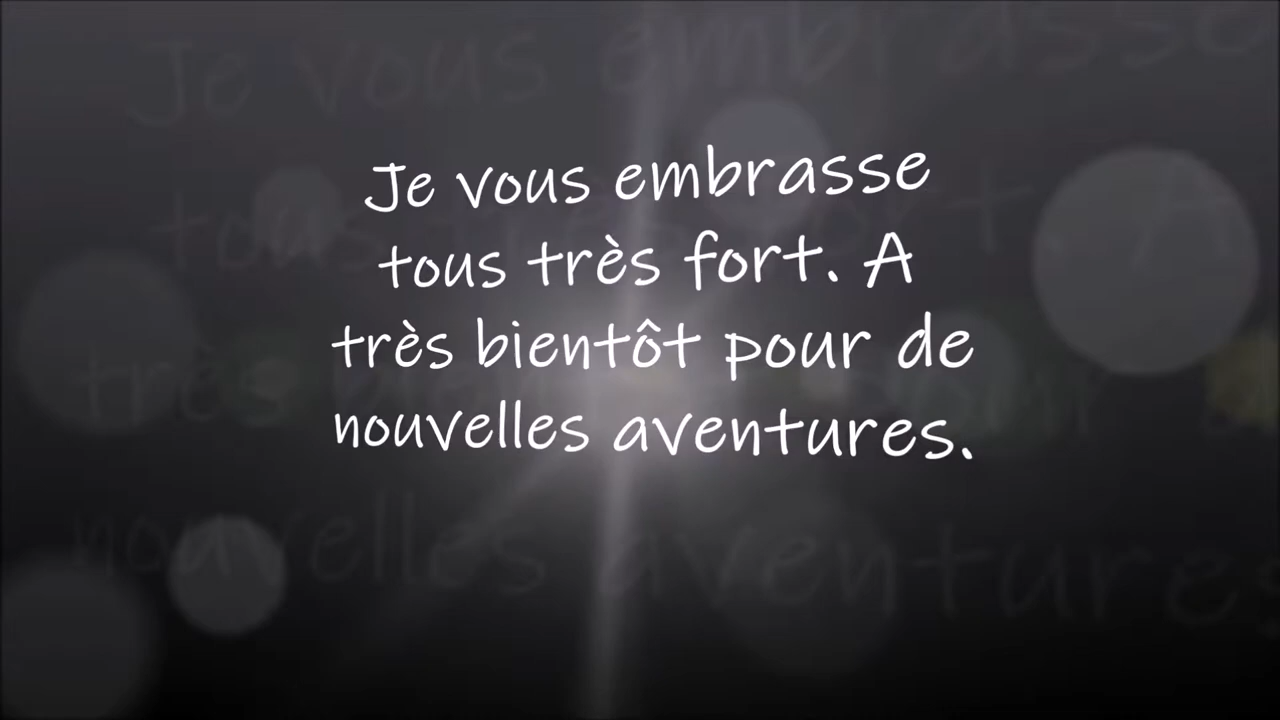 Je vous embrasse
tous très fort. A
très bientôt pour de
nouvelles aventures.